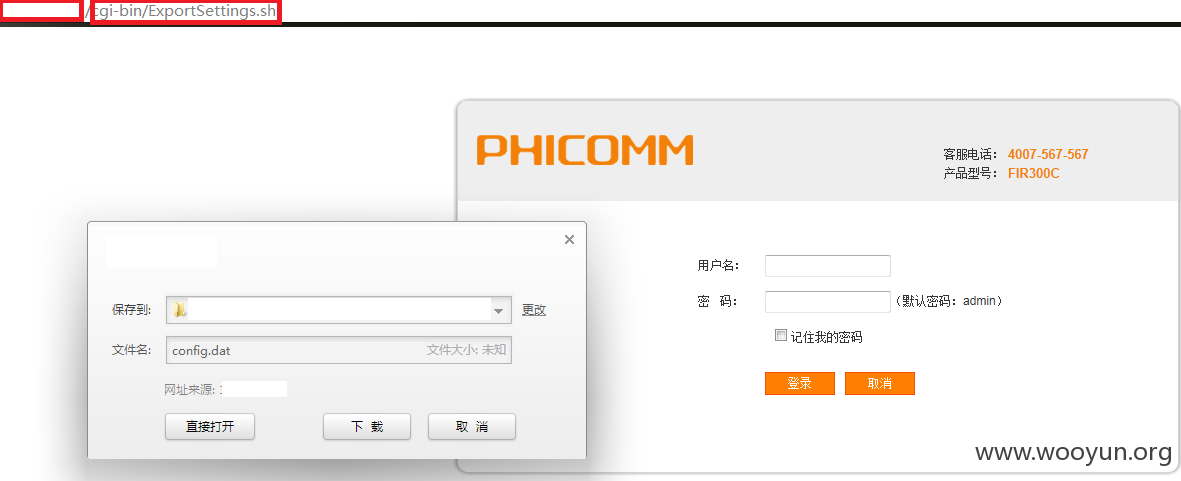 /cgi-bin/ExportSettings.sh
PHICOMM
客服电话： 4007-567-567
产品型号： FIR300C
保存到:
更改
文件名: config.dat 文件大小: 未知
网址来源:
直接打开 下 载 取 消
用户名：
密 码： （默认密码：admin）
记住我的密码
登录 取消
www.wooyun.org